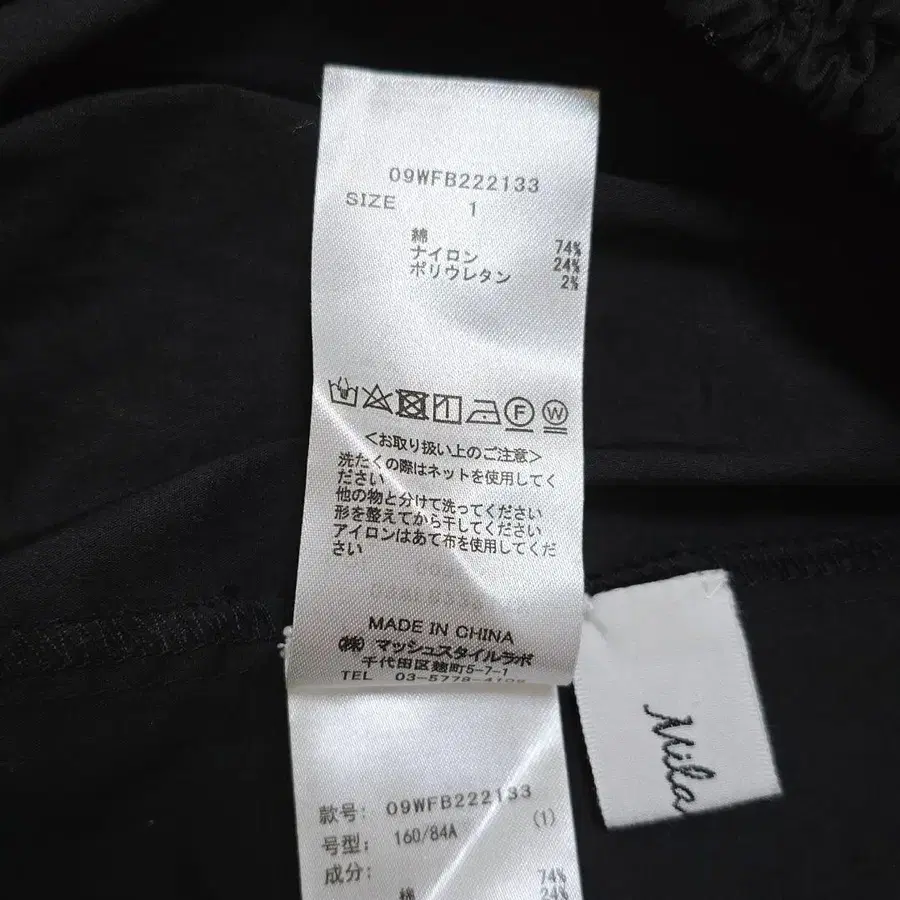 09WFB222133
SIZE 1
綿 74%
ナイロン 24%
ポリウレタン 2%
F W
<お取り扱い上のご注意>
洗たくの際はネットを使用してく
ださい
他の物と分けて洗ってください
形を整えてから干してください
アイロンはあて布を使用してくだ
さい
MADE IN CHINA
㈱ マッシュスタイルラボ
千代田区麹町5-7-1
TEL 03-5778-
款号: 09WFB222133
号型: 160/84A (1)
成分:
綿 74%
24%
Mila